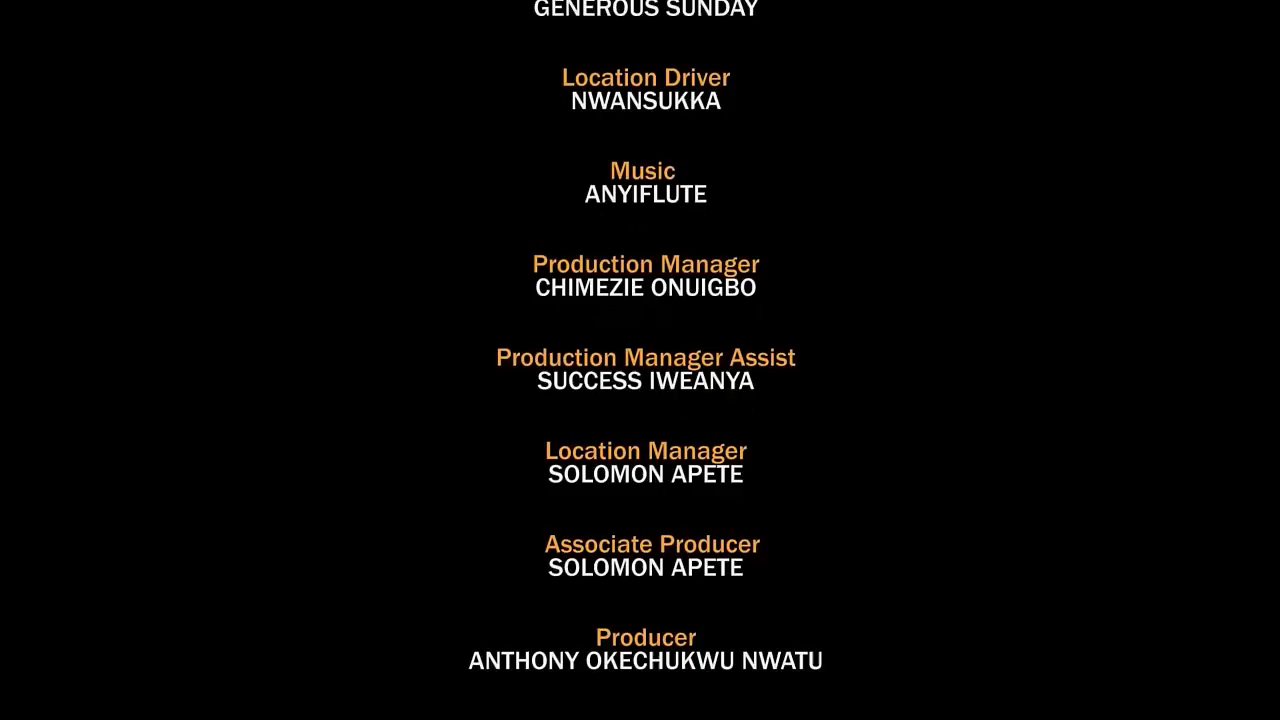 GENEROUS SUNDAY
Location Driver
NWANSUKKA
Music
ANYIFLUTE
Production Manager
CHIMEZIE ONUIGBO
Production Manager Assist
SUCCESS IWEANYA
Location Manager
SOLOMON APETE
Associate Producer
SOLOMON APETE
Producer
ANTHONY OKECHUKWU NWATU